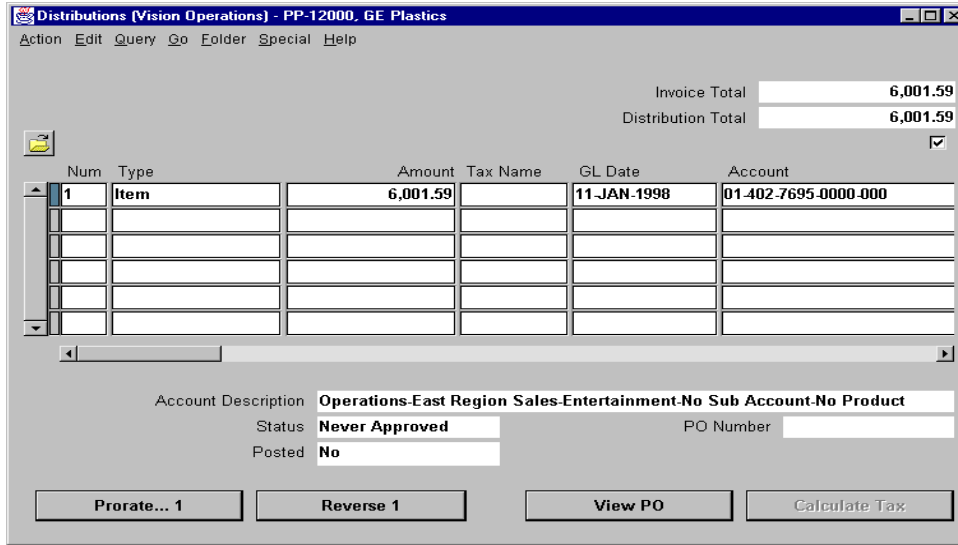 Distributions (Vision Operations) - PP-12000, GE Plastics
Action Edit Query Go Folder Special Help
Invoice Total 6,001.59
Distribution Total 6,001.59
Num Type Amount Tax Name GL Date Account
1 Item 6,001.59 11-JAN-1998 01-402-7695-0000-000
Account Description Operations-East Region Sales-Entertainment-No Sub Account-No Product
Status Never Approved PO Number
Posted No
Prorate... 1 Reverse 1 View PO Calculate Tax